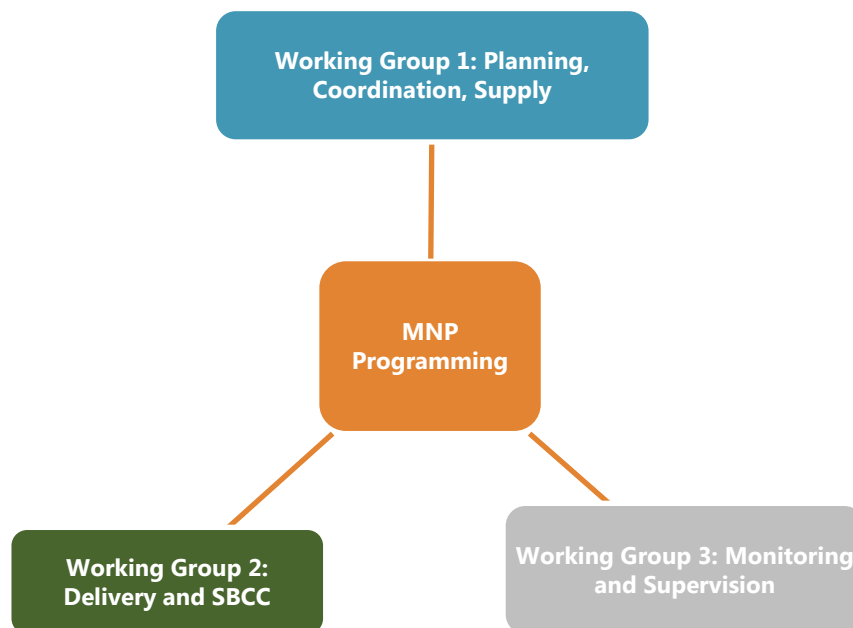 Working Group 1: Planning,
Coordination, Supply
MNP
Programming
Working Group 2:
Delivery and SBCC
Working Group 3: Monitoring
and Supervision